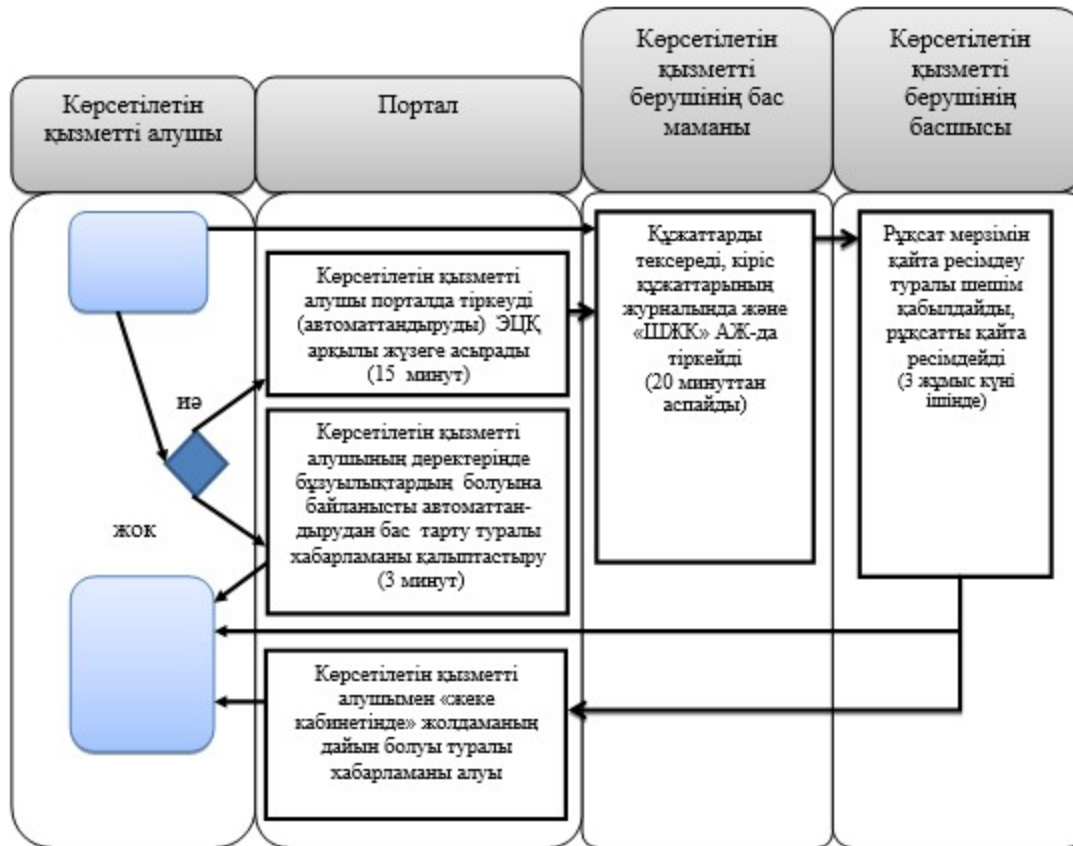 Көрсетілетін
қызметті алушы
Портал
Көрсетілетін
қызметті
берушінің бас
маманы
Көрсетілетін
қызметті
берушінің
басшысы
Көрсетілетін қызметті
алушы порталда тіркеуді
(автоматтандыруды) ЭЦҚ
арқылы жүзеге асырады
(15 минут)
Құжаттарды
тексереді, кіріс
құжаттарының
журналында және
«ШЖК» АЖ-да
тіркейді
(20 минуттан
аспайды)
Рұқсат мерзімін
қайта ресімдеу
туралы шешім
қабылдайды,
рұқсатты қайта
ресімдейді
(3 жұмыс күні
ішінде)
иә
Көрсетілетін қызметті
алушының деректерінде
бұзуылықтардың болуына
байланысты автоматтан-
дырудан бас тарту туралы
хабарламаны қалыптастыру
(3 минут)
жок
Көрсетілетін қызметті
алушымен «жеке
кабинетінде» жолдаманың
дайын болуы туралы
хабарламаны алуы